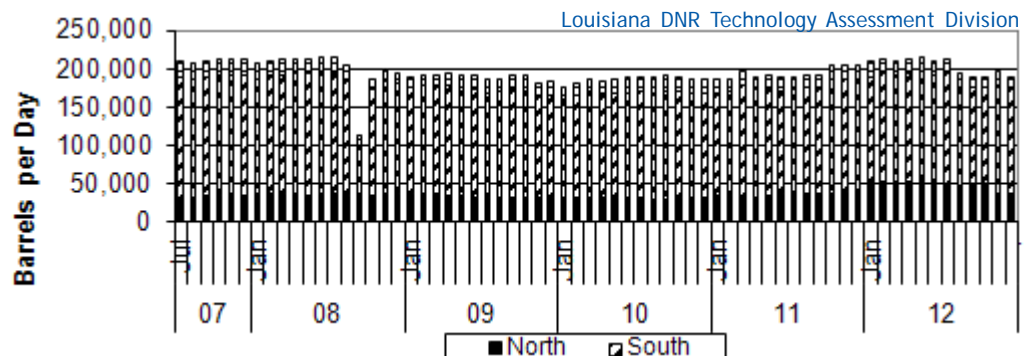 Louisiana DNR Technology Assessment Division
250,000
200,000
150,000
100,000
50,000
0
Barrels per Day
Jul
Jan
Jan
Jan
Jan
Jan
07
08
09
10
11
12
North South